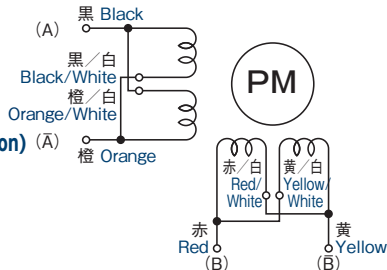 黒 Black
(A)
黒／白
Black/White
橙／白
Orange/White
on) (Ā)
橙 Orange
PM
赤／白 黄／白
Red/ Yellow/
White White
赤 黄
Red Yellow
(B) (B̄)